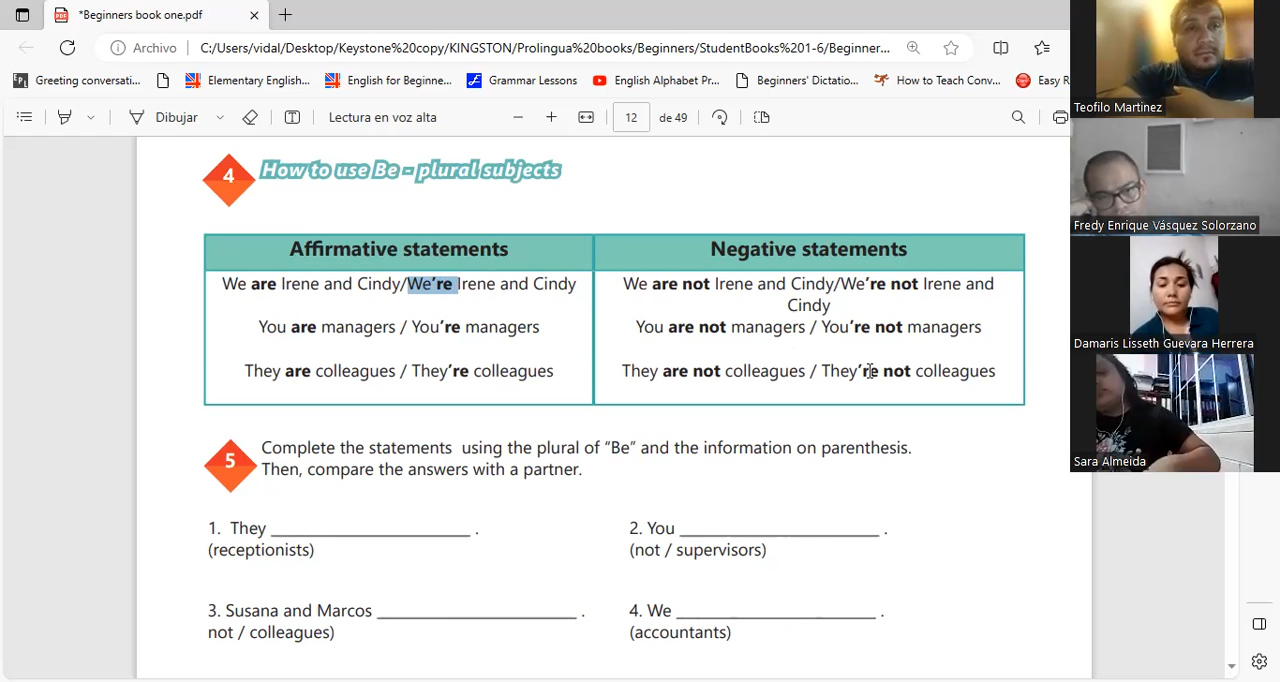 *Beginners book one.pdf
Archivo
C:/Users/vidal/Desktop/Keystone%20copy/KINGSTON/Prolingua%20books/Beginners/StudentBooks%201-6/Beginner...
Greeting conversati...
Elementary English...
English for Beginne...
Grammar Lessons
English Alphabet Pr...
Beginners' Dictatio...
How to Teach Conv...
Easy R
Dibujar
Lectura en voz alta
12
de 49
4 How to use Be - plural subjects
Affirmative statements
Negative statements
We are Irene and Cindy/We're Irene and Cindy
We are not Irene and Cindy/We're not Irene and
Cindy
You are managers / You're managers
You are not managers / You're not managers
They are colleagues / They're colleagues
They are not colleagues / They're not colleagues
5 Complete the statements using the plural of “Be” and the information on parenthesis.
Then, compare the answers with a partner.
1. They ____________________ .
(receptionists)
2. You ____________________ .
(not / supervisors)
3. Susana and Marcos ____________________ .
not / colleagues)
4. We ____________________ .
(accountants)
Teofilo Martinez
Fredy Enrique Vásquez Solorzano
Damaris Lisseth Guevara Herrera
Sara Almeida